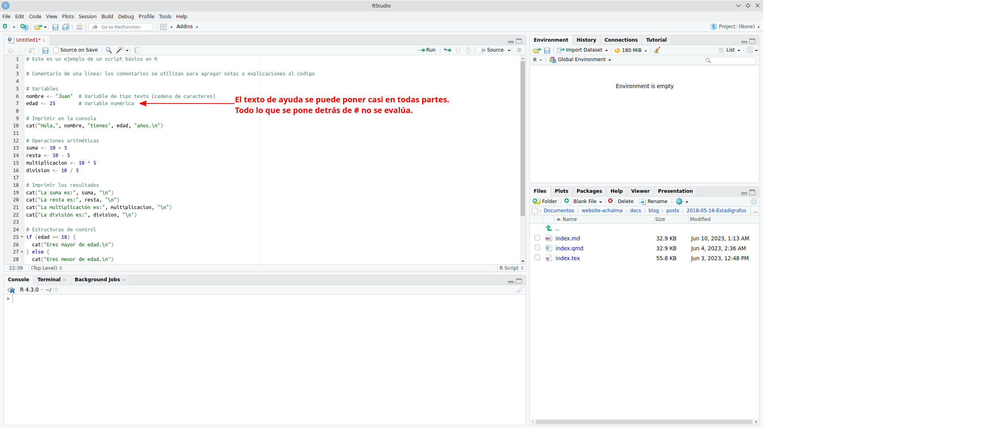 RStudio
File Edit Code View Plots Session Build Debug Profile Tools Help
Go to file/function Addins Project: (None)
Untitled1*
Source on Save Run Source
1 # Este es un ejemplo de un script básico en R
2
3 # Comentario de una línea: los comentarios se utilizan para agregar notas o explicaciones al código
4
5 # Variables
6 nombre <- "Juan"  # Variable de tipo texto (cadena de caracteres)
7 edad <- 25        # Variable numérica
El texto de ayuda se puede poner casi en todas partes.
Todo lo que se pone detrás de # no se evalúa.
8
9 # Imprimir en la consola
10 cat("Hola,", nombre, "tienes", edad, "años.\n")
11
12 # Operaciones aritméticas
13 suma <- 10 + 5
14 resta <- 10 - 5
15 multiplicacion <- 10 * 5
16 division <- 10 / 5
17
18 # Imprimir los resultados
19 cat("La suma es:", suma, "\n")
20 cat("La resta es:", resta, "\n")
21 cat("La multiplicación es:", multiplicacion, "\n")
22 cat("La división es:", division, "\n")
23
24 # Estructuras de control
25 if (edad >= 18) {
26   cat("Eres mayor de edad.\n")
27 } else {
28   cat("Eres menor de edad.\n")
22:39 (Top Level) R Script
Console Terminal Background Jobs
R 4.3.0 · ~/
>
Environment History Connections Tutorial
Import Dataset 180 MiB List
R Global Environment
Environment is empty
Files Plots Packages Help Viewer Presentation
Folder Blank File Delete Rename
Documentos website-achalma docs blog posts 2018-05-16-Estadigrafos ...
Name Size Modified
..
index.md 32.9 KB Jun 10, 2023, 1:13 AM
index.qmd 32.9 KB Jun 4, 2023, 2:36 AM
index.tex 55.8 KB Jun 3, 2023, 12:48 PM